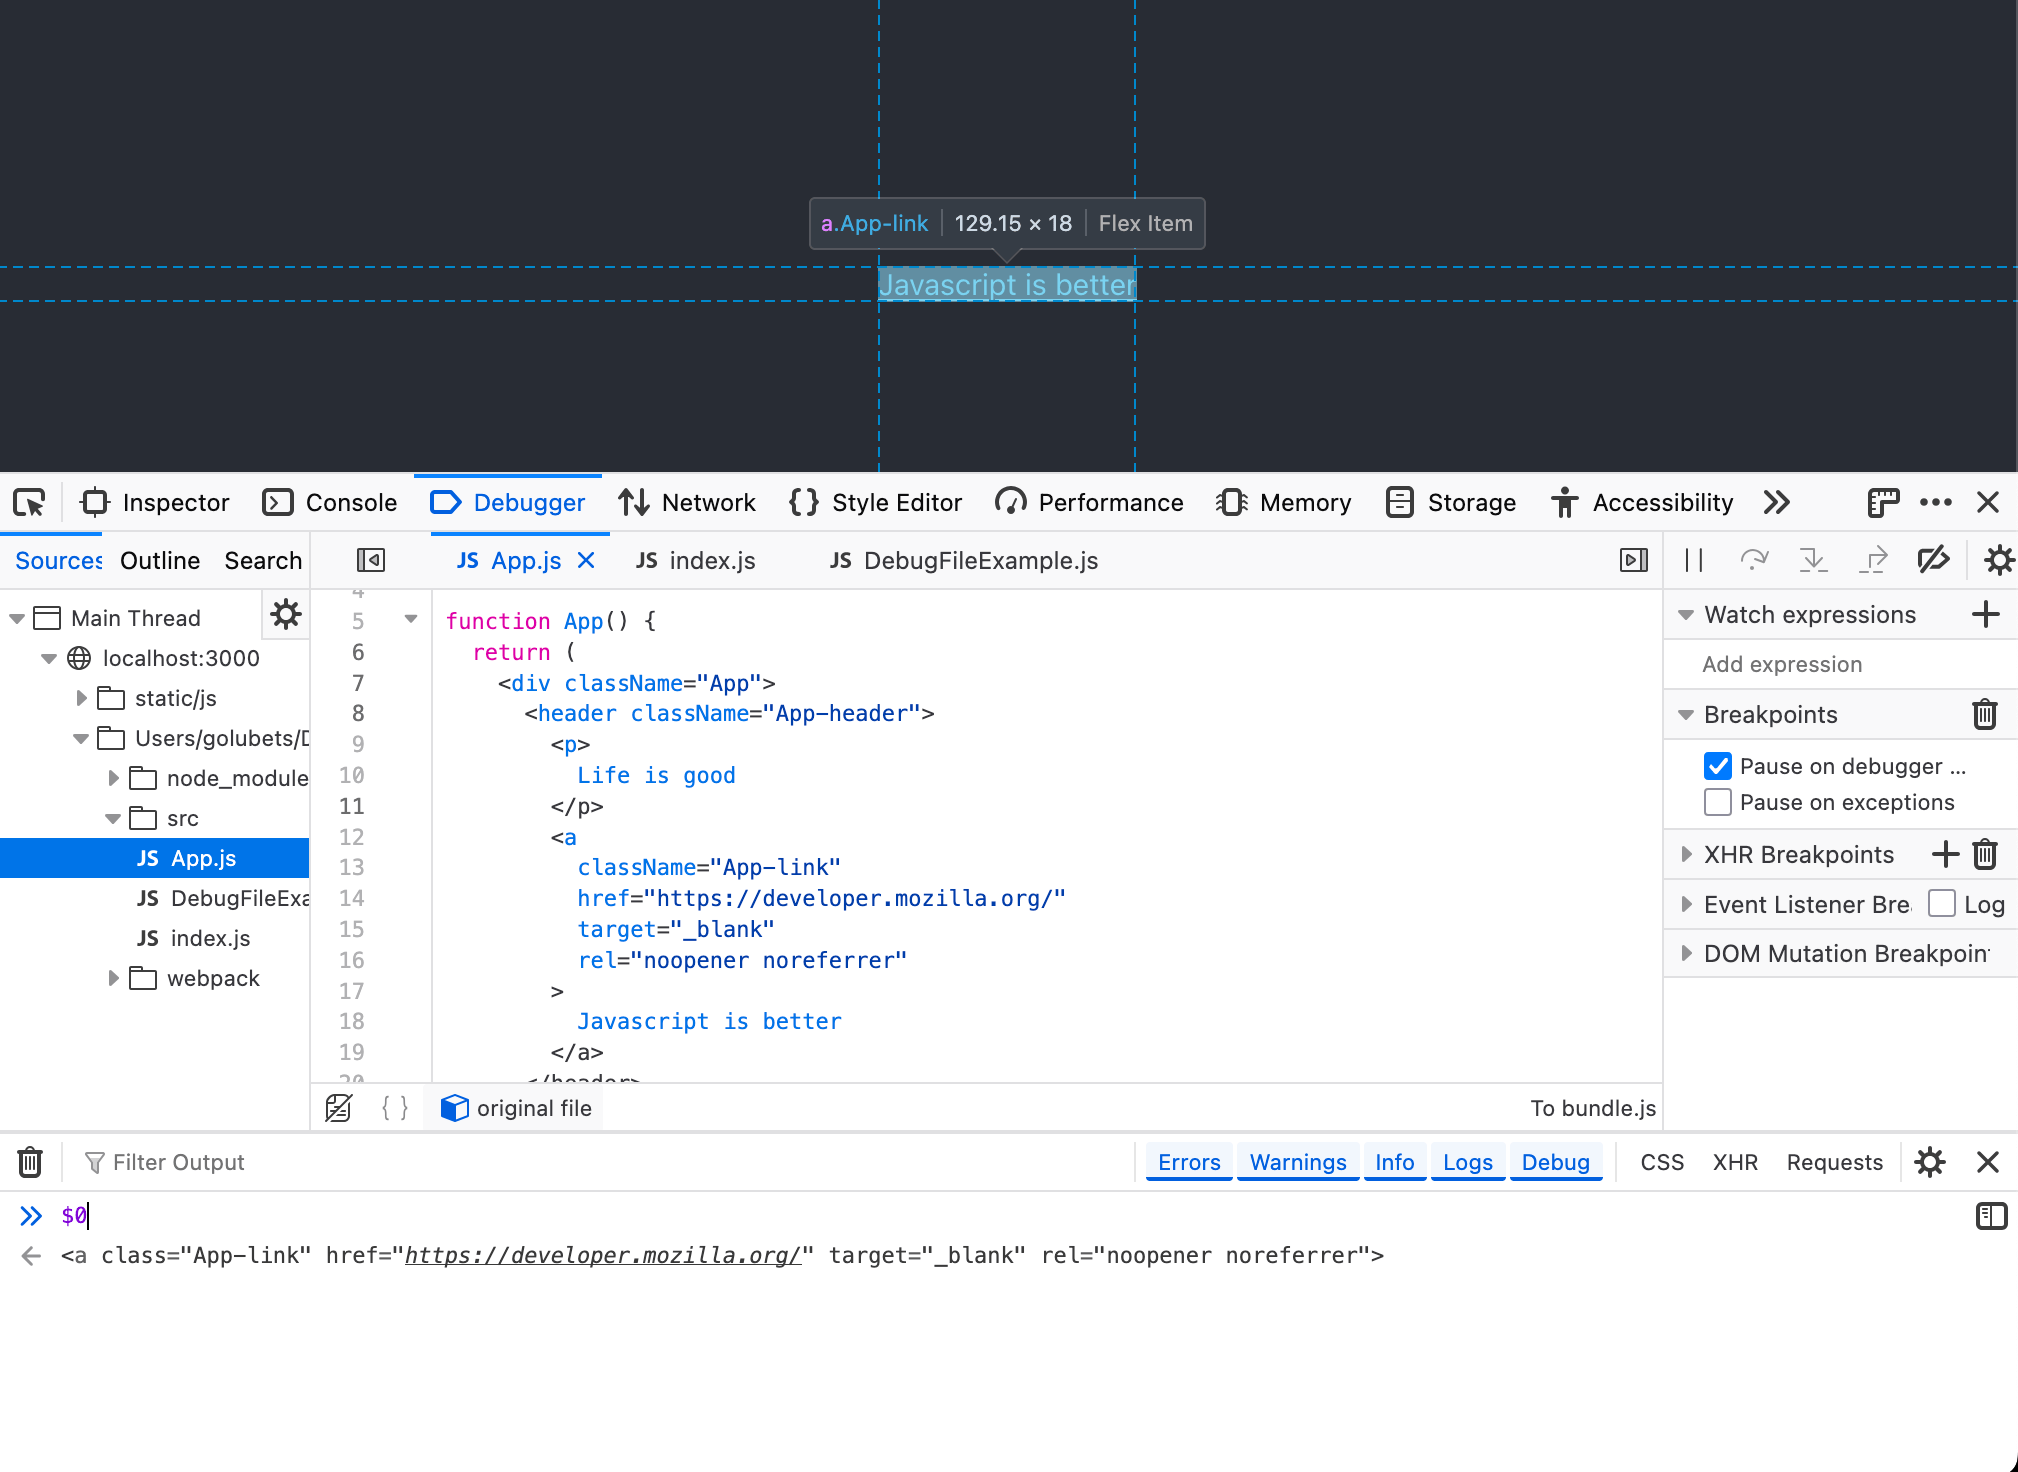 a.App-link 129.15 × 18 Flex Item
Javascript is better
Inspector Console Debugger Network {} Style Editor Performance Memory Storage Accessibility
Sources Outline Search
JS App.js JS index.js JS DebugFileExample.js
Main Thread
localhost:3000
static/js
Users/golubets/D
node_module
src
JS App.js
JS DebugFileExa
JS index.js
webpack
4
5 function App() {
6 return (
7 <div className="App">
8 <header className="App-header">
9 <p>
10 Life is good
11 </p>
12 <a
13 className="App-link"
14 href="https://developer.mozilla.org/"
15 target="_blank"
16 rel="noopener noreferrer"
17 >
18 Javascript is better
19 </a>
20 </header>
{ } original file To bundle.js
Watch expressions
Add expression
Breakpoints
Pause on debugger ...
Pause on exceptions
XHR Breakpoints
Event Listener Bre Log
DOM Mutation Breakpoin
Filter Output Errors Warnings Info Logs Debug CSS XHR Requests
$0
<a class="App-link" href="https://developer.mozilla.org/" target="_blank" rel="noopener noreferrer">